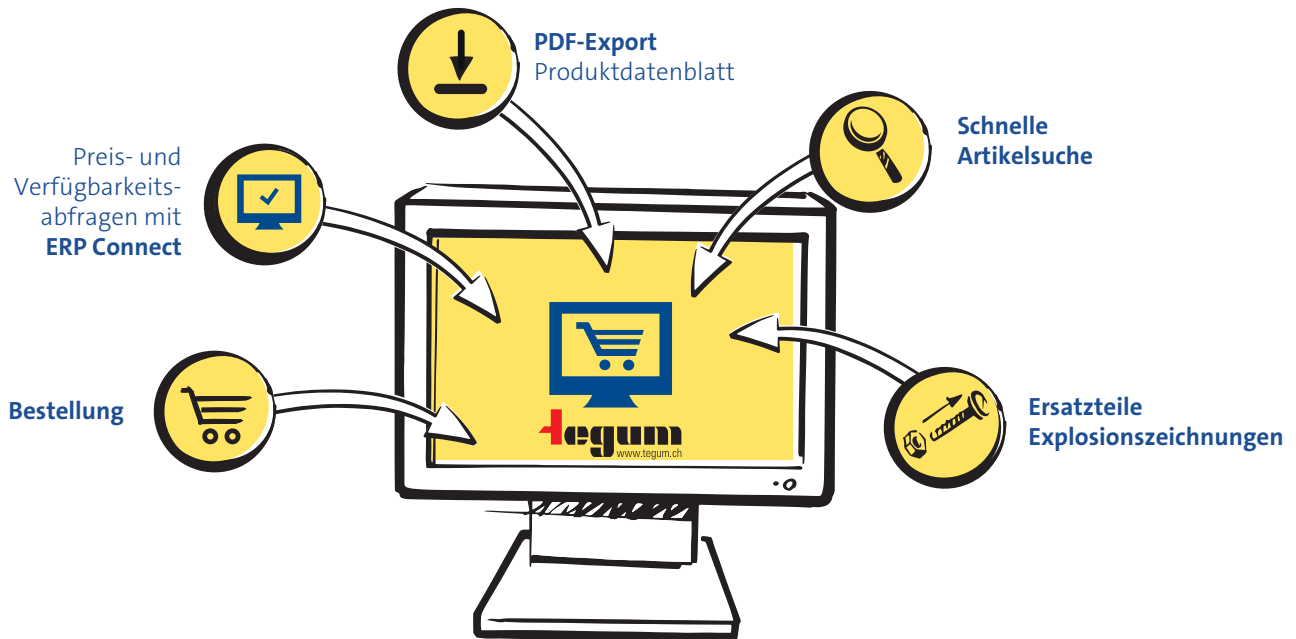 PDF-Export
Produktdatenblatt
Schnelle
Artikelsuche
Preis- und
Verfügbarkeits-
abfragen mit
ERP Connect
Bestellung
Ersatzteile
Explosionszeichnungen
tegum
www.tegum.ch